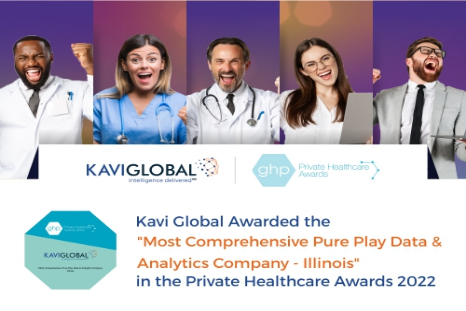 KAVIGLOBAL
intelligence delivered
ghp Private Healthcare Awards
Kavi Global Awarded the
"Most Comprehensive Pure Play Data &
Analytics Company - Illinois"
in the Private Healthcare Awards 2022
ghp
KAVIGLOBAL